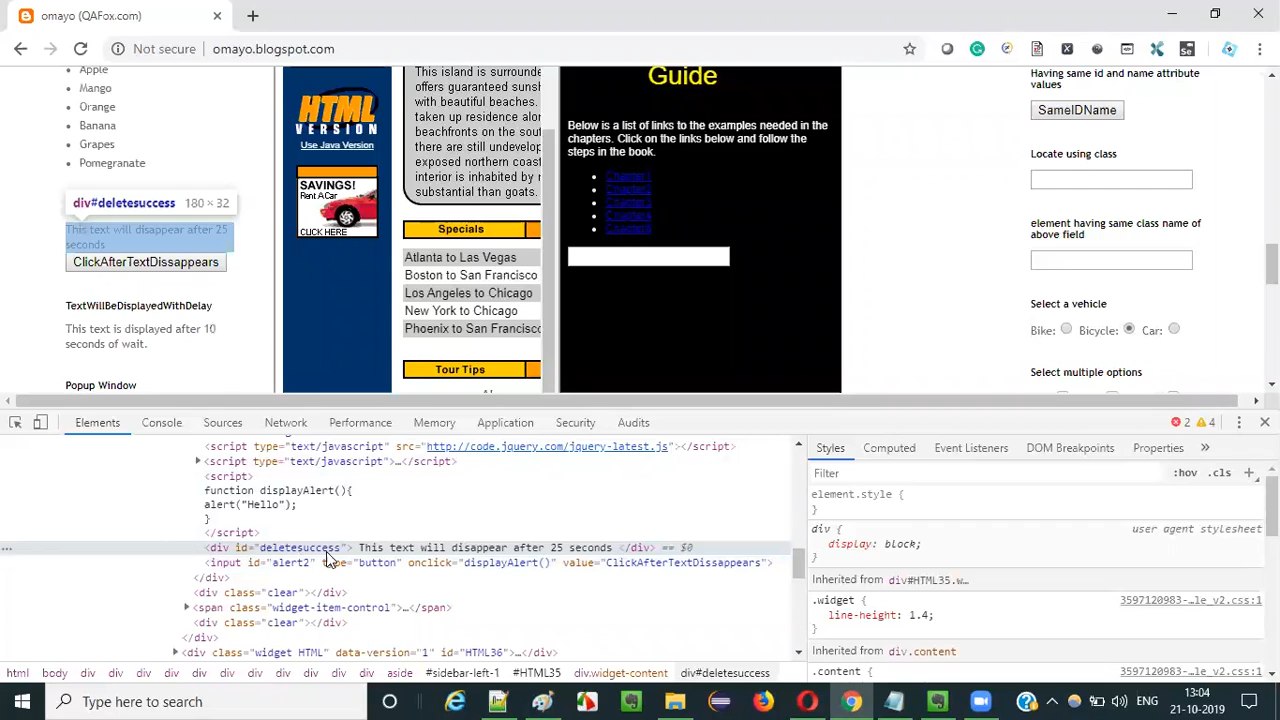 omayo (QAFox.com)
Not secure
omayo.blogspot.com
Apple
Mango
Orange
Banana
Grapes
Pomegranate
div#deletesuccess 180 × 32
This text will disappear after 25
seconds
ClickAfterTextDissappears
TextWillBeDisplayedWithDelay
This text is displayed after 10
seconds of wait.
Popup Window
HTML
VERSION
Use Java Version
SAVINGS!
Rent A Car
CLICK HERE
This island is surrounde
offers guaranteed sunsh
with beautiful beaches.
taken up residence alon
beachfronts on the sout
there are still undevelop
exposed northern coast
interior is inhabited by r
substantial than goats.
Specials
Atlanta to Las Vegas
Boston to San Francisco
Los Angeles to Chicago
New York to Chicago
Phoenix to San Francisco
Tour Tips
Guide
Below is a list of links to the examples needed in the
chapters. Click on the links below and follow the
steps in the book.
Chapter1
Chapter2
Chapter3
Chapter4
Having same id and name attribute
values
SameIDName
Locate using class
element having same class name of
above field
Select a vehicle
Bike: Bicycle: Car:
Select multiple options
Elements Console Sources Network Performance Memory Application Security Audits 2 4
<script type="text/javascript" src="http://code.jquery.com/jquery-latest.js"></script>
<script type="text/javascript">…</script>
<script>
function displayAlert(){
alert("Hello");
}
</script>
<div id="deletesuccess"> This text will disappear after 25 seconds </div> == $0
<input id="alert2" type="button" onclick="displayAlert()" value="ClickAfterTextDissappears">
</div>
<div class="clear"></div>
<span class="widget-item-control">…</span>
<div class="clear"></div>
</div>
<div class="widget HTML" data-version="1" id="HTML36">…</div>
html body div div div div div div div aside #sidebar-left-1 #HTML35 div.widget-content div#deletesuccess
Styles Computed Event Listeners DOM Breakpoints Properties »
Filter :hov .cls +
element.style {
}
div { user agent stylesheet
display: block;
}
Inherited from div#HTML35.w…
.widget { 3597120983-…le_v2.css:1
line-height: 1.4;
}
Inherited from div.content
.content { 3597120983-…le_v2.css:1
Type here to search
ENG
13:04
21-10-2019